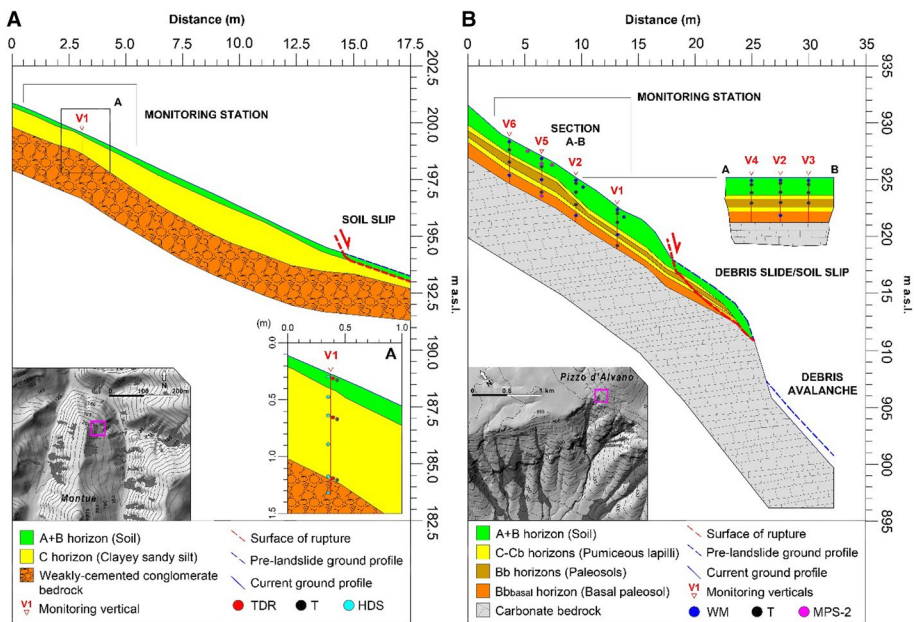 A
Distance (m)
0 2.5 5.0 7.5 10.0 12.5 15.0 17.5
202.5
200.0
197.5
195.0
192.5
190.0
187.5
185.0
182.5
m a.s.l.
MONITORING STATION
V1
A
SOIL SLIP
(m)
0.0 0.5 1.0
0.0
0.5
1.0
1.5
V1
A
N
0 100 200m
Montue
A+B horizon (Soil)
C horizon (Clayey sandy silt)
Weakly-cemented conglomerate
bedrock
V1 Monitoring vertical
Surface of rupture
Pre-landslide ground profile
Current ground profile
TDR T HDS
B
Distance (m)
0 5 10 15 20 25 30 35
935
930
925
920
915
910
905
900
895
m a.s.l.
MONITORING STATION
V6
V5
SECTION
A-B
V2
V1
A V4 V2 V3 B
DEBRIS SLIDE/SOIL SLIP
DEBRIS
AVALANCHE
N
Pizzo d'Alvano
0 0.5 1 km
A+B horizon (Soil)
C-Cb horizons (Pumiceous lapilli)
Bb horizons (Paleosols)
Bbbasal horizon (Basal paleosol)
Carbonate bedrock
Surface of rupture
Pre-landslide ground profile
Current ground profile
V1 Monitoring verticals
WM T MPS-2